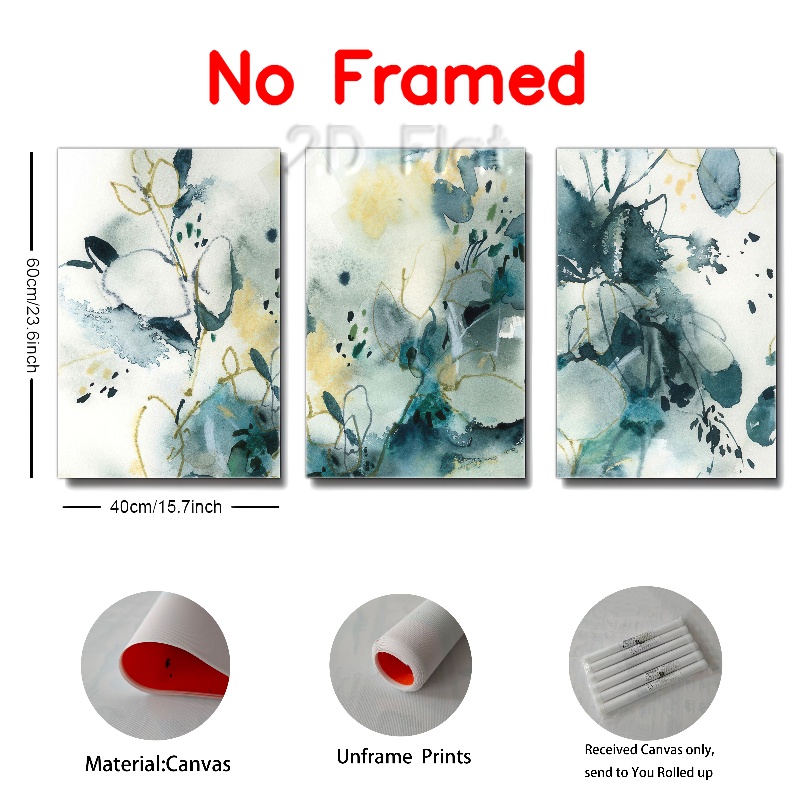 No Framed
2D Flat
60cm/23.6inch
40cm/15.7inch
Material:Canvas
Unframe Prints
Received Canvas only,
send to You Rolled up